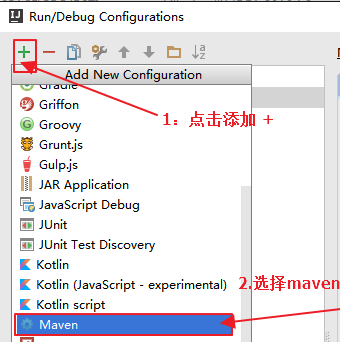 Run/Debug Configurations
Add New Configuration
Gradle
Griffon
Groovy
1：点击添加 +
Grunt.js
Gulp.js
JAR Application
JavaScript Debug
JUnit
JUnit Test Discovery
Kotlin
Kotlin (JavaScript - experimental)
2.选择maven
Kotlin script
Maven